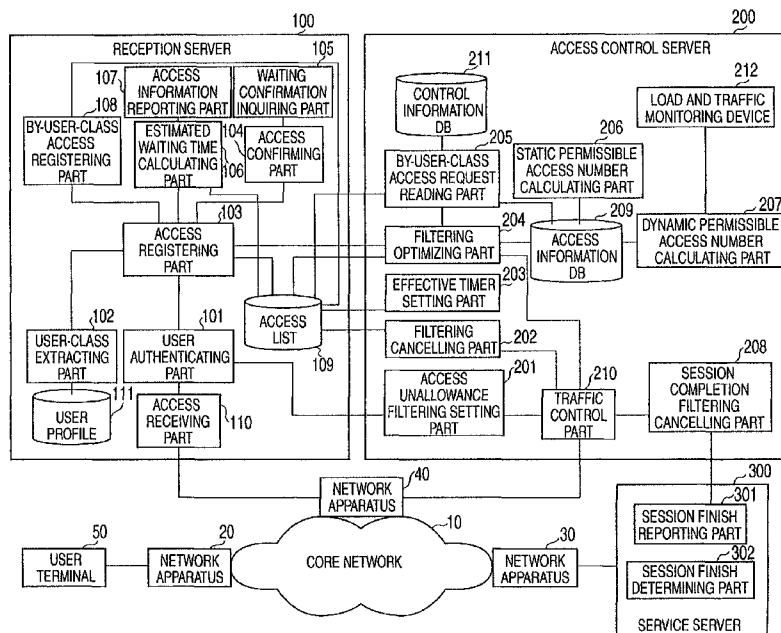 100
200
RECEPTION SERVER
105
107
ACCESS
INFORMATION
REPORTING PART
WAITING
CONFIRMATION
INQUIRING PART
108
BY-USER-CLASS
ACCESS
REGISTERING
PART
104
ESTIMATED
WAITING TIME
CALCULATING
PART
106
ACCESS
CONFIRMING
PART
103
ACCESS
REGISTERING
PART
102
USER-CLASS
EXTRACTING
PART
101
USER
AUTHENTICATING
PART
ACCESS
LIST
109
111
USER
PROFILE
ACCESS
RECEIVING
PART
110
ACCESS CONTROL SERVER
211
CONTROL
INFORMATION
DB
212
LOAD AND TRAFFIC
MONITORING DEVICE
205
BY-USER-CLASS
ACCESS REQUEST
READING PART
206
STATIC PERMISSIBLE
ACCESS NUMBER
CALCULATING PART
204
FILTERING
OPTIMIZING PART
209
ACCESS
INFORMATION
DB
207
DYNAMIC PERMISSIBLE
ACCESS NUMBER
CALCULATING PART
203
EFFECTIVE TIMER
SETTING PART
202
FILTERING
CANCELLING PART
201
ACCESS
UNALLOWANCE
FILTERING SETTING
PART
210
TRAFFIC
CONTROL
PART
208
SESSION
COMPLETION
FILTERING
CANCELLING PART
40
NETWORK
APPARATUS
50
USER
TERMINAL
20
NETWORK
APPARATUS
10
CORE NETWORK
30
NETWORK
APPARATUS
300
301
SESSION FINISH
REPORTING PART
302
SESSION FINISH
DETERMINING PART
SERVICE SERVER